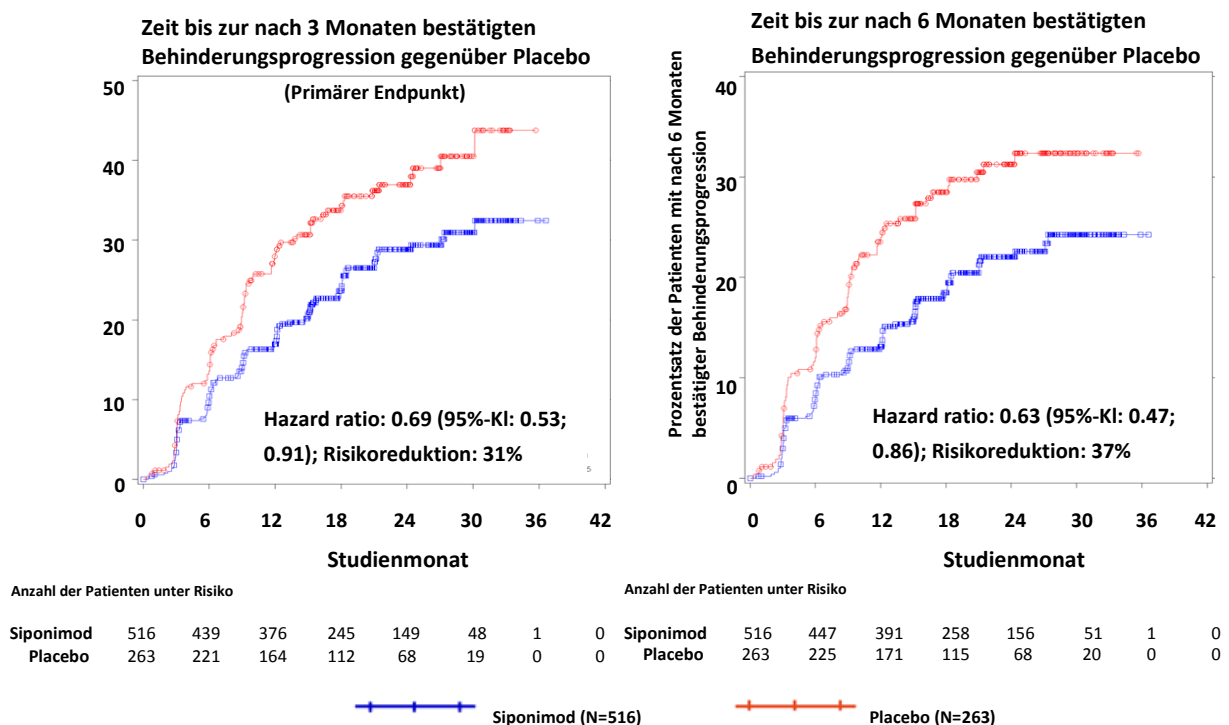 Zeit bis zur nach 3 Monaten bestätigten
Behinderungsprogression gegenüber Placebo
(Primärer Endpunkt)
50
40
30
20
10
0
Hazard ratio: 0.69 (95%-Kl: 0.53;
0.91); Risikoreduktion: 31%
5
0 6 12 18 24 30 36 42
Studienmonat
Anzahl der Patienten unter Risiko
Siponimod 516 439 376 245 149 48 1 0
Placebo 263 221 164 112 68 19 0 0
Zeit bis zur nach 6 Monaten bestätigten
Behinderungsprogression gegenüber Placebo
Prozentsatz der Patienten mit nach 6 Monaten
bestätigter Behinderungsprogression
40
30
20
10
0
Hazard ratio: 0.63 (95%-Kl: 0.47;
0.86); Risikoreduktion: 37%
0 6 12 18 24 30 36 42
Studienmonat
Anzahl der Patienten unter Risiko
Siponimod 516 447 391 258 156 51 1 0
Placebo 263 225 171 115 68 20 0 0
Siponimod (N=516)
Placebo (N=263)